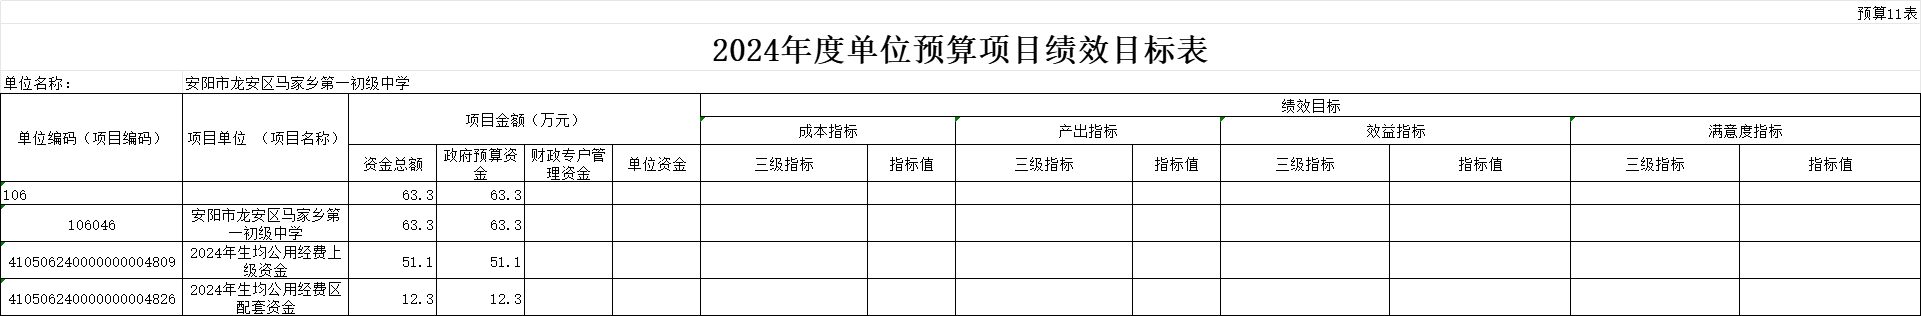 预算11表
2024年度单位预算项目绩效目标表
单位名称： 安阳市龙安区马家乡第一初级中学
单位编码（项目编码） 项目单位 （项目名称） 项目金额（万元） 绩效目标
成本指标 产出指标 效益指标 满意度指标
资金总额 政府预算资金 财政专户管理资金 单位资金 三级指标 指标值 三级指标 指标值 三级指标 指标值 三级指标 指标值
106 63.3 63.3
106046 安阳市龙安区马家乡第一初级中学 63.3 63.3
410506240000000004809 2024年生均公用经费上级资金 51.1 51.1
410506240000000004826 2024年生均公用经费区配套资金 12.3 12.3